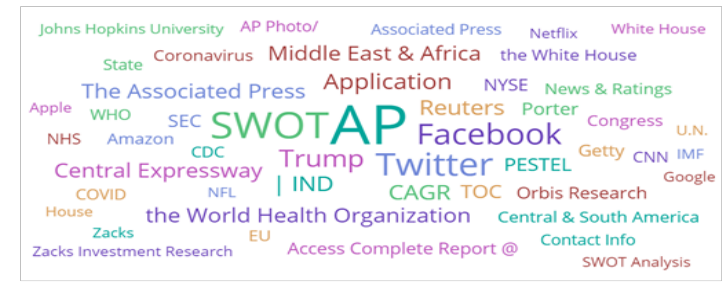 Johns Hopkins University AP Photo/ Associated Press Netflix White House
State Coronavirus Middle East & Africa the White House
The Associated Press Application NYSE News & Ratings
Apple WHO SEC SWOT AP Reuters Porter Congress U.N.
NHS Amazon CDC Facebook Getty CNN IMF
Central Expressway Trump Twitter PESTEL Google
COVID NFL | IND CAGR TOC Orbis Research
House the World Health Organization Central & South America
Zacks EU Contact Info
Zacks Investment Research Access Complete Report @ SWOT Analysis